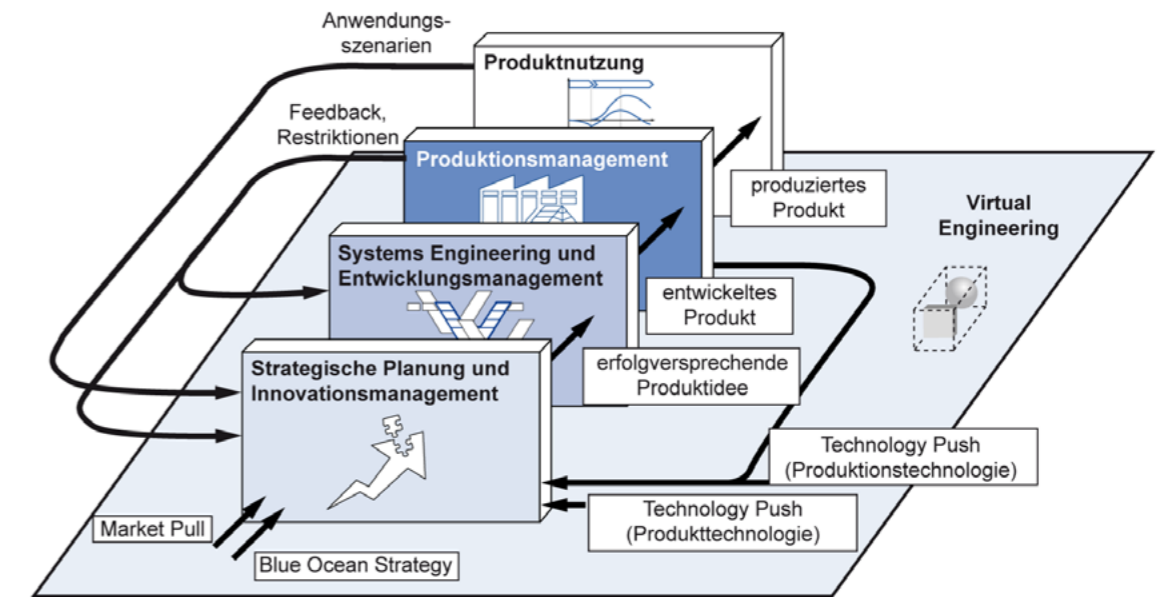 Anwendungs-
szenarien
Produktnutzung
Feedback,
Restriktionen
Produktionsmanagement
produziertes
Produkt
Virtual
Engineering
Systems Engineering und
Entwicklungsmanagement
entwickeltes
Produkt
Strategische Planung und
Innovationsmanagement
erfolgversprechende
Produktidee
Technology Push
(Produktionstechnologie)
Technology Push
(Produkttechnologie)
Market Pull
Blue Ocean Strategy